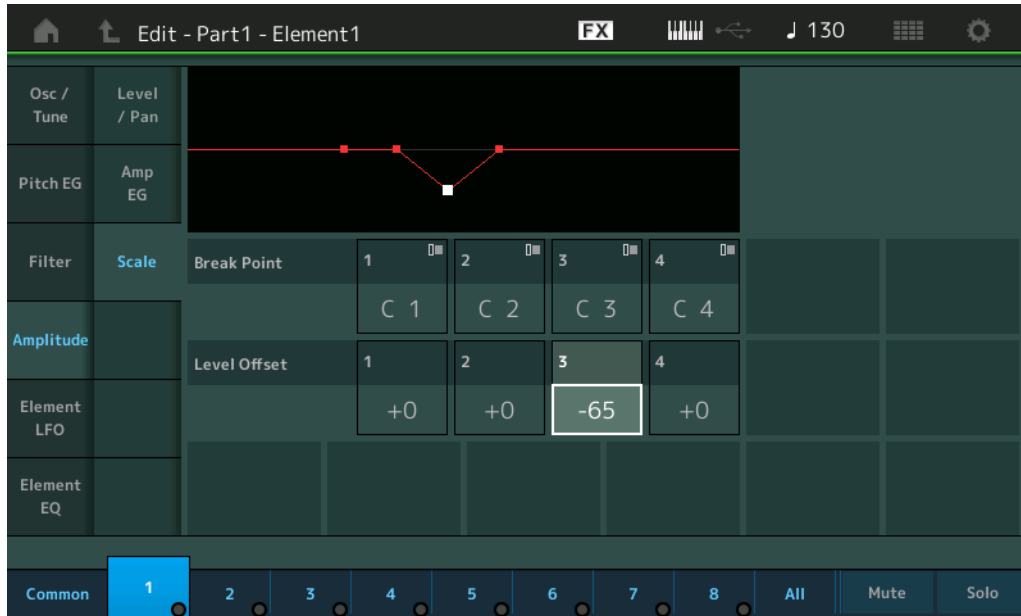 Edit - Part1 - Element1
FX
130
Osc /
Tune
Level
/ Pan
Pitch EG
Amp
EG
Filter
Scale
Amplitude
Element
LFO
Element
EQ
Break Point
1
2
3
4
C 1
C 2
C 3
C 4
Level Offset
1
2
3
4
+0
+0
-65
+0
Common
1
2
3
4
5
6
7
8
All
Mute
Solo